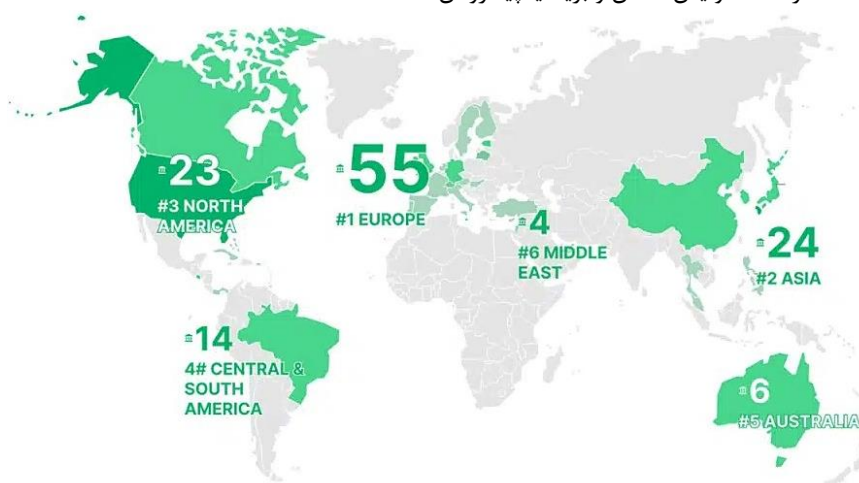 23
#3 NORTH
AMERICA
55
#1 EUROPE
4
#6 MIDDLE
EAST
24
#2 ASIA
14
4# CENTRAL &
SOUTH
AMERICA
6
#5 AUSTRALIA